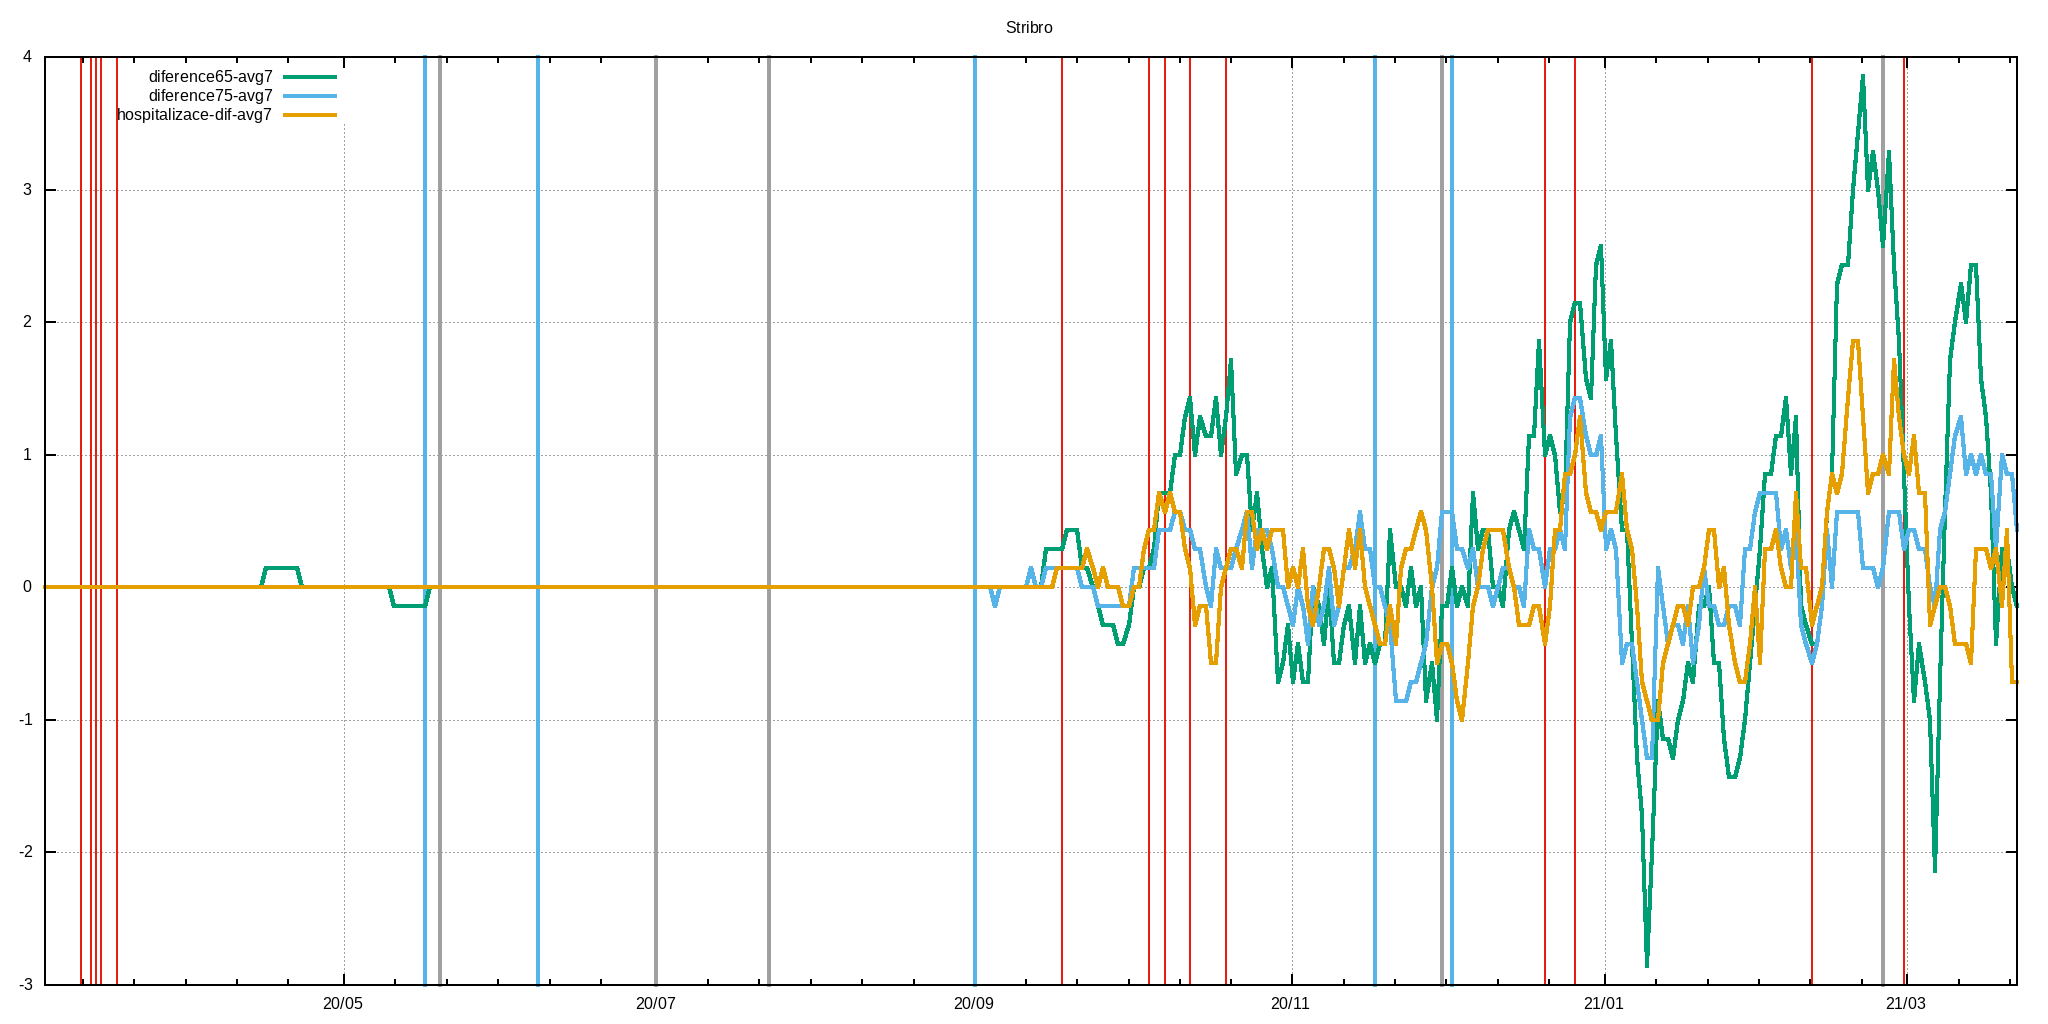 Stribro
4
diference65-avg7
diference75-avg7
hospitalizace-dif-avg7
3
2
1
0
-1
-2
-3
20/05 20/07 20/09 20/11 21/01 21/03